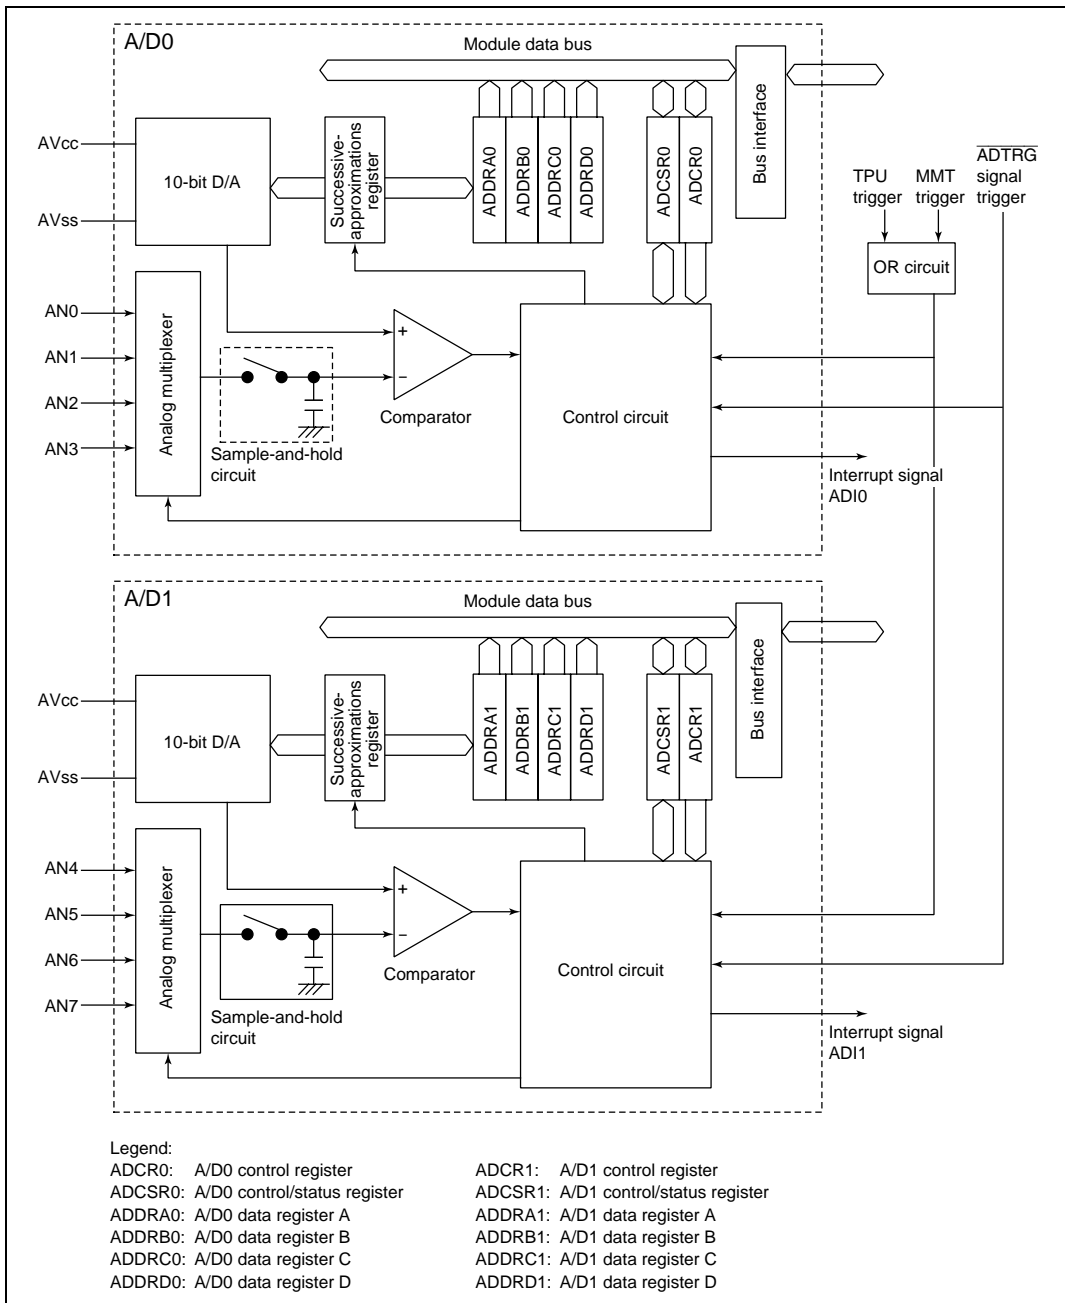 A/D0
Module data bus
Bus interface
AVcc
10-bit D/A
Successive-
approximations
register
ADDRA0
ADDRB0
ADDRC0
ADDRD0
ADCSR0
ADCR0
AVss
TPU
trigger
MMT
trigger
ADTRG
signal
trigger
OR circuit
AN0
AN1
AN2
AN3
Analog multiplexer
+
−
Comparator
Sample-and-hold
circuit
Control circuit
Interrupt signal
ADI0
A/D1
Module data bus
Bus interface
AVcc
10-bit D/A
Successive-
approximations
register
ADDRA1
ADDRB1
ADDRC1
ADDRD1
ADCSR1
ADCR1
AVss
AN4
AN5
AN6
AN7
Analog multiplexer
+
−
Comparator
Sample-and-hold
circuit
Control circuit
Interrupt signal
ADI1
Legend:
ADCR0: A/D0 control register
ADCSR0: A/D0 control/status register
ADDRA0: A/D0 data register A
ADDRB0: A/D0 data register B
ADDRC0: A/D0 data register C
ADDRD0: A/D0 data register D
ADCR1: A/D1 control register
ADCSR1: A/D1 control/status register
ADDRA1: A/D1 data register A
ADDRB1: A/D1 data register B
ADDRC1: A/D1 data register C
ADDRD1: A/D1 data register D